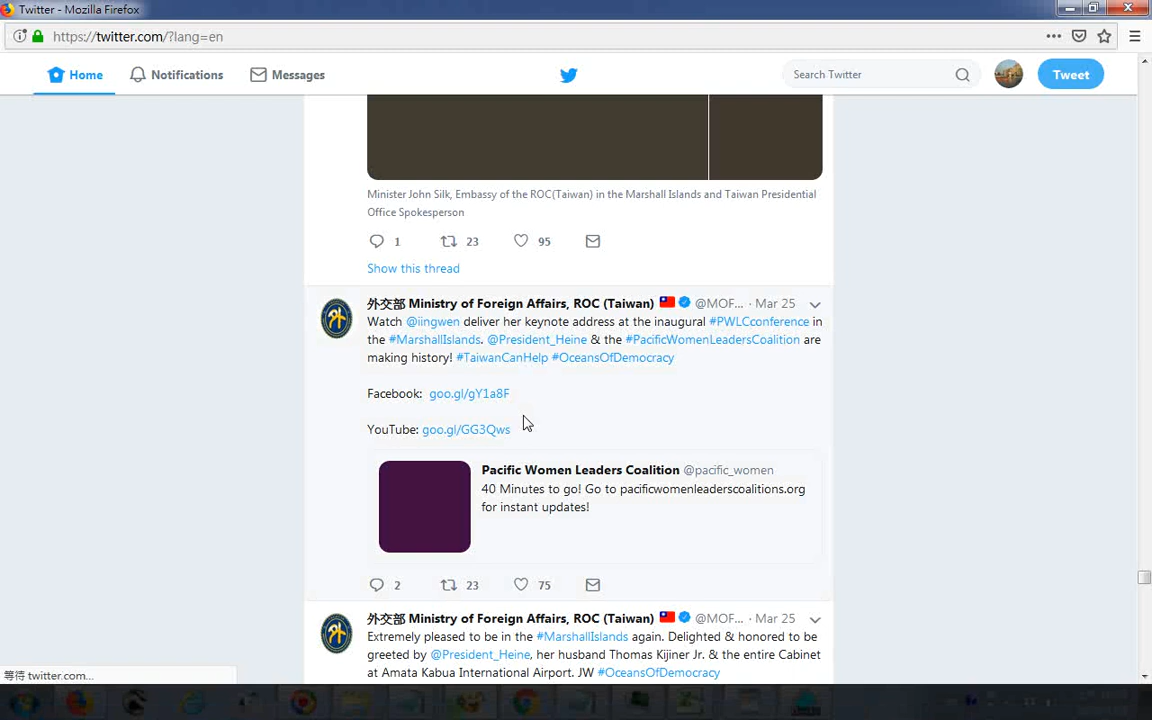 Twitter - Mozilla Firefox
https://twitter.com/?lang=en
Home Notifications Messages Search Twitter Tweet
Minister John Silk, Embassy of the ROC(Taiwan) in the Marshall Islands and Taiwan Presidential
Office Spokesperson
1 23 95
Show this thread
外交部 Ministry of Foreign Affairs, ROC (Taiwan) @MOF... · Mar 25
Watch @iingwen deliver her keynote address at the inaugural #PWLCconference in
the #MarshallIslands. @President_Heine & the #PacificWomenLeadersCoalition are
making history! #TaiwanCanHelp #OceansOfDemocracy
Facebook: goo.gl/gY1a8F
YouTube: goo.gl/GG3Qws
Pacific Women Leaders Coalition @pacific_women
40 Minutes to go! Go to pacificwomenleaderscoalitions.org
for instant updates!
2 23 75
外交部 Ministry of Foreign Affairs, ROC (Taiwan) @MOF... · Mar 25
Extremely pleased to be in the #MarshallIslands again. Delighted & honored to be
greeted by @President_Heine, her husband Thomas Kijiner Jr. & the entire Cabinet
at Amata Kabua International Airport. JW #OceansOfDemocracy
等待 twitter.com...